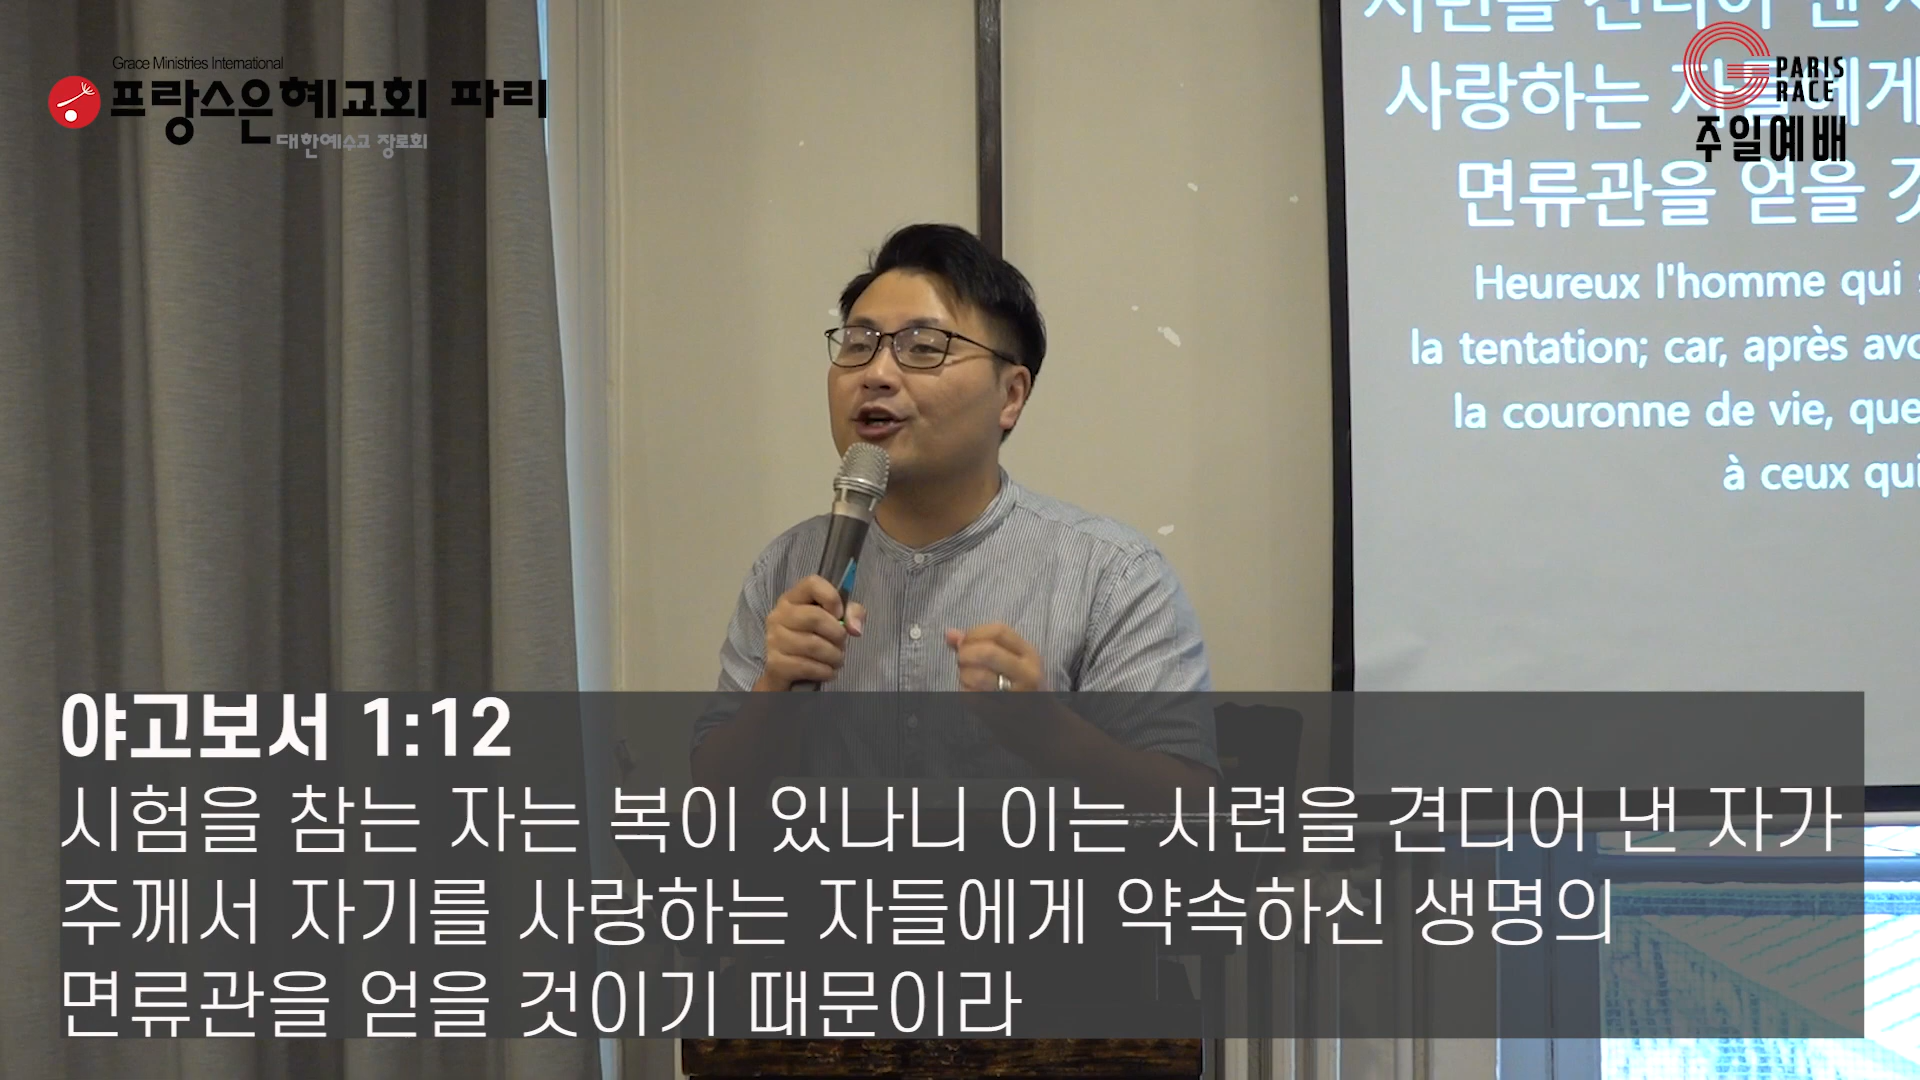 Grace Ministries International
프랑스은혜교회 파리
대한예수교 장로회
PARIS
RACE
주일예배
사랑하는 자들에게
면류관을 얻을
Heureux l'homme qui
la tentation; car, après
la couronne de vie, que
à ceux qui
야고보서 1:12
시험을 참는 자는 복이 있나니 이는 시련을 견디어 낸 자가
주께서 자기를 사랑하는 자들에게 약속하신 생명의
면류관을 얻을 것이기 때문이라